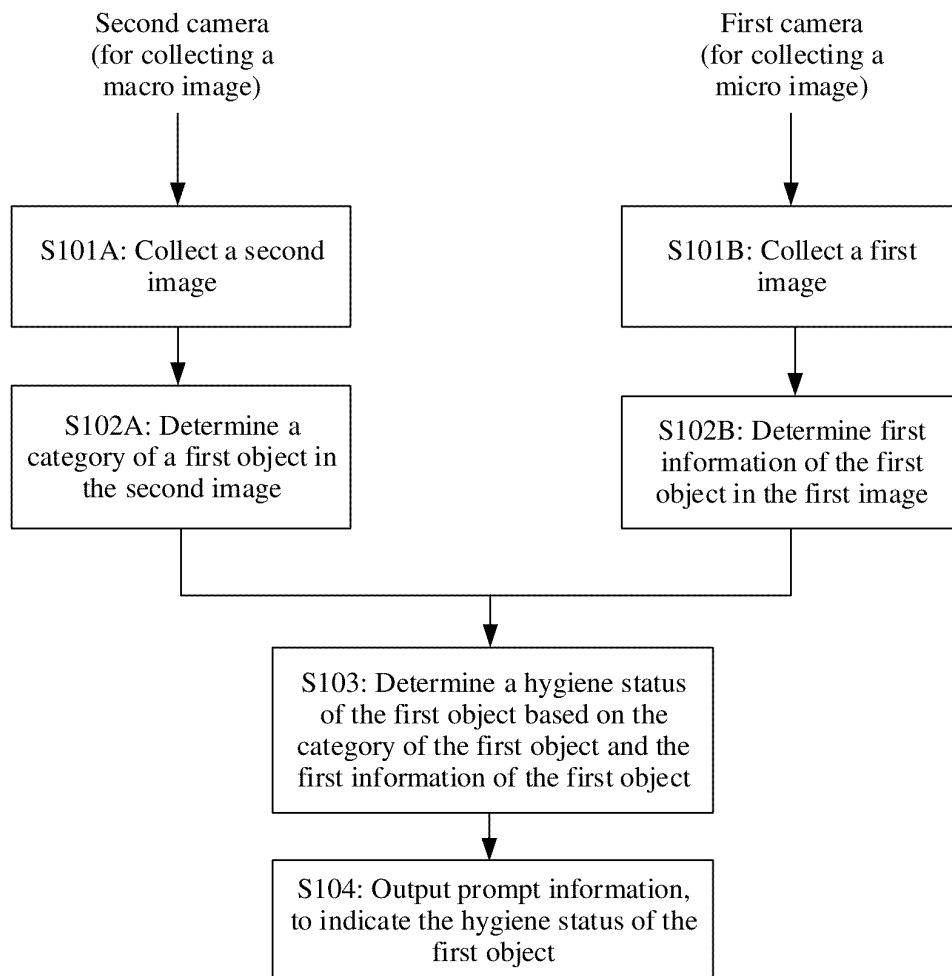 Second camera
(for collecting a
macro image)
First camera
(for collecting a
micro image)
S101A: Collect a second
image
S101B: Collect a first
image
S102A: Determine a
category of a first object in
the second image
S102B: Determine first
information of the first
object in the first image
S103: Determine a hygiene status
of the first object based on the
category of the first object and the
first information of the first object
S104: Output prompt information,
to indicate the hygiene status of the
first object